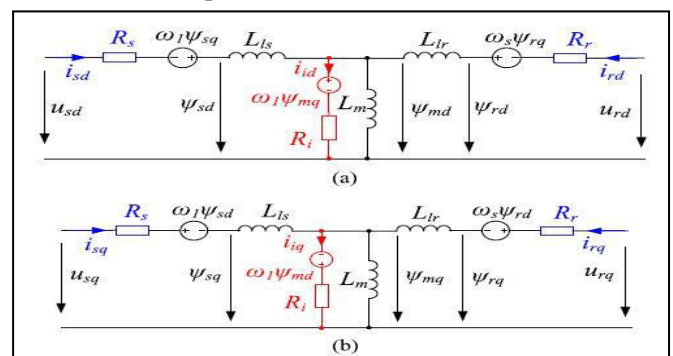 R_s ω_1ψ_sq L_ls L_lr ω_sψ_rq R_r
i_sd i_id i_rd
u_sd ψ_sd ω_1ψ_mq L_m ψ_md ψ_rd u_rd
R_i
(a)
R_s ω_1ψ_sd L_ls L_lr ω_sψ_rd R_r
i_sq i_iq i_rq
u_sq ψ_sq ω_1ψ_md L_m ψ_mq ψ_rq u_rq
R_i
(b)